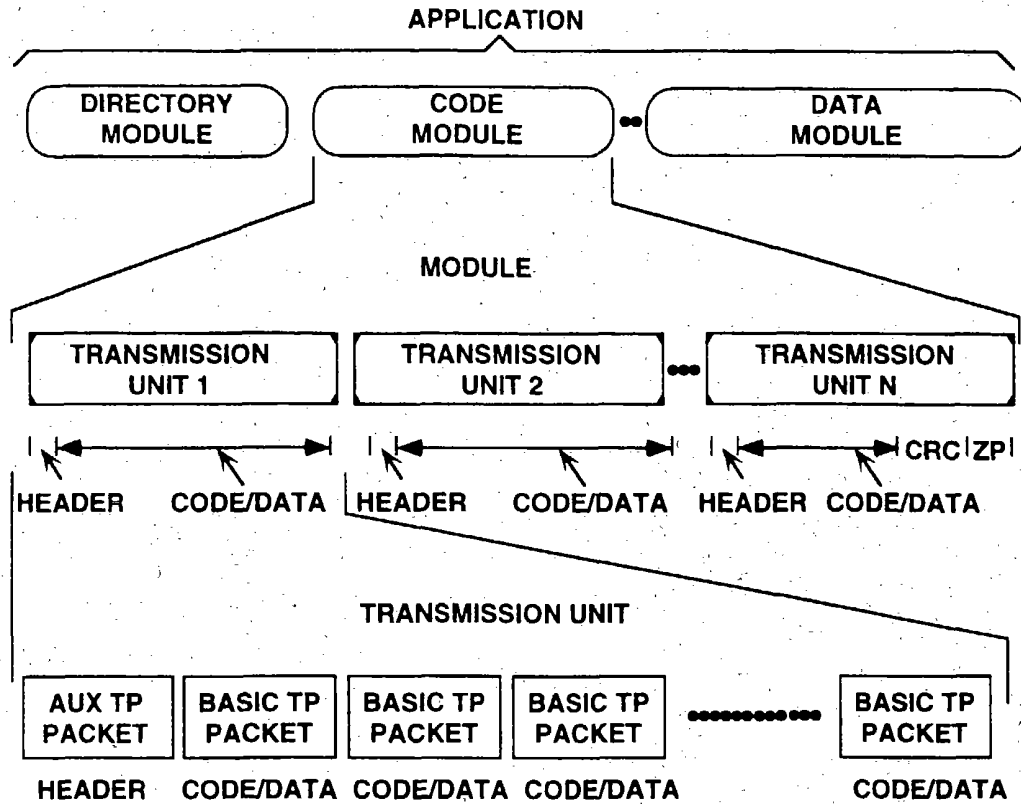 APPLICATION
DIRECTORY
MODULE
CODE
MODULE
DATA
MODULE
MODULE
TRANSMISSION
UNIT 1
TRANSMISSION
UNIT 2
TRANSMISSION
UNIT N
CRC ZP
HEADER CODE/DATA HEADER CODE/DATA HEADER CODE/DATA
TRANSMISSION UNIT
AUX TP
PACKET
BASIC TP
PACKET
BASIC TP
PACKET
BASIC TP
PACKET
BASIC TP
PACKET
HEADER CODE/DATA CODE/DATA CODE/DATA CODE/DATA